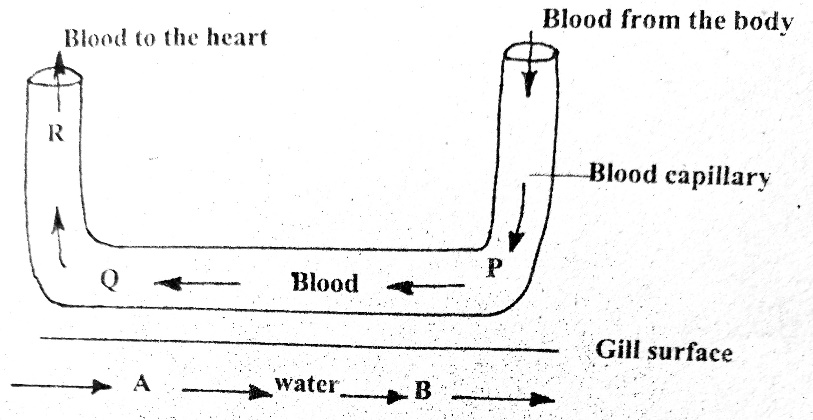 Blood from the body
Blood to the heart
R
Blood capillary
P
Q
Blood
Gill surface
A
water
B